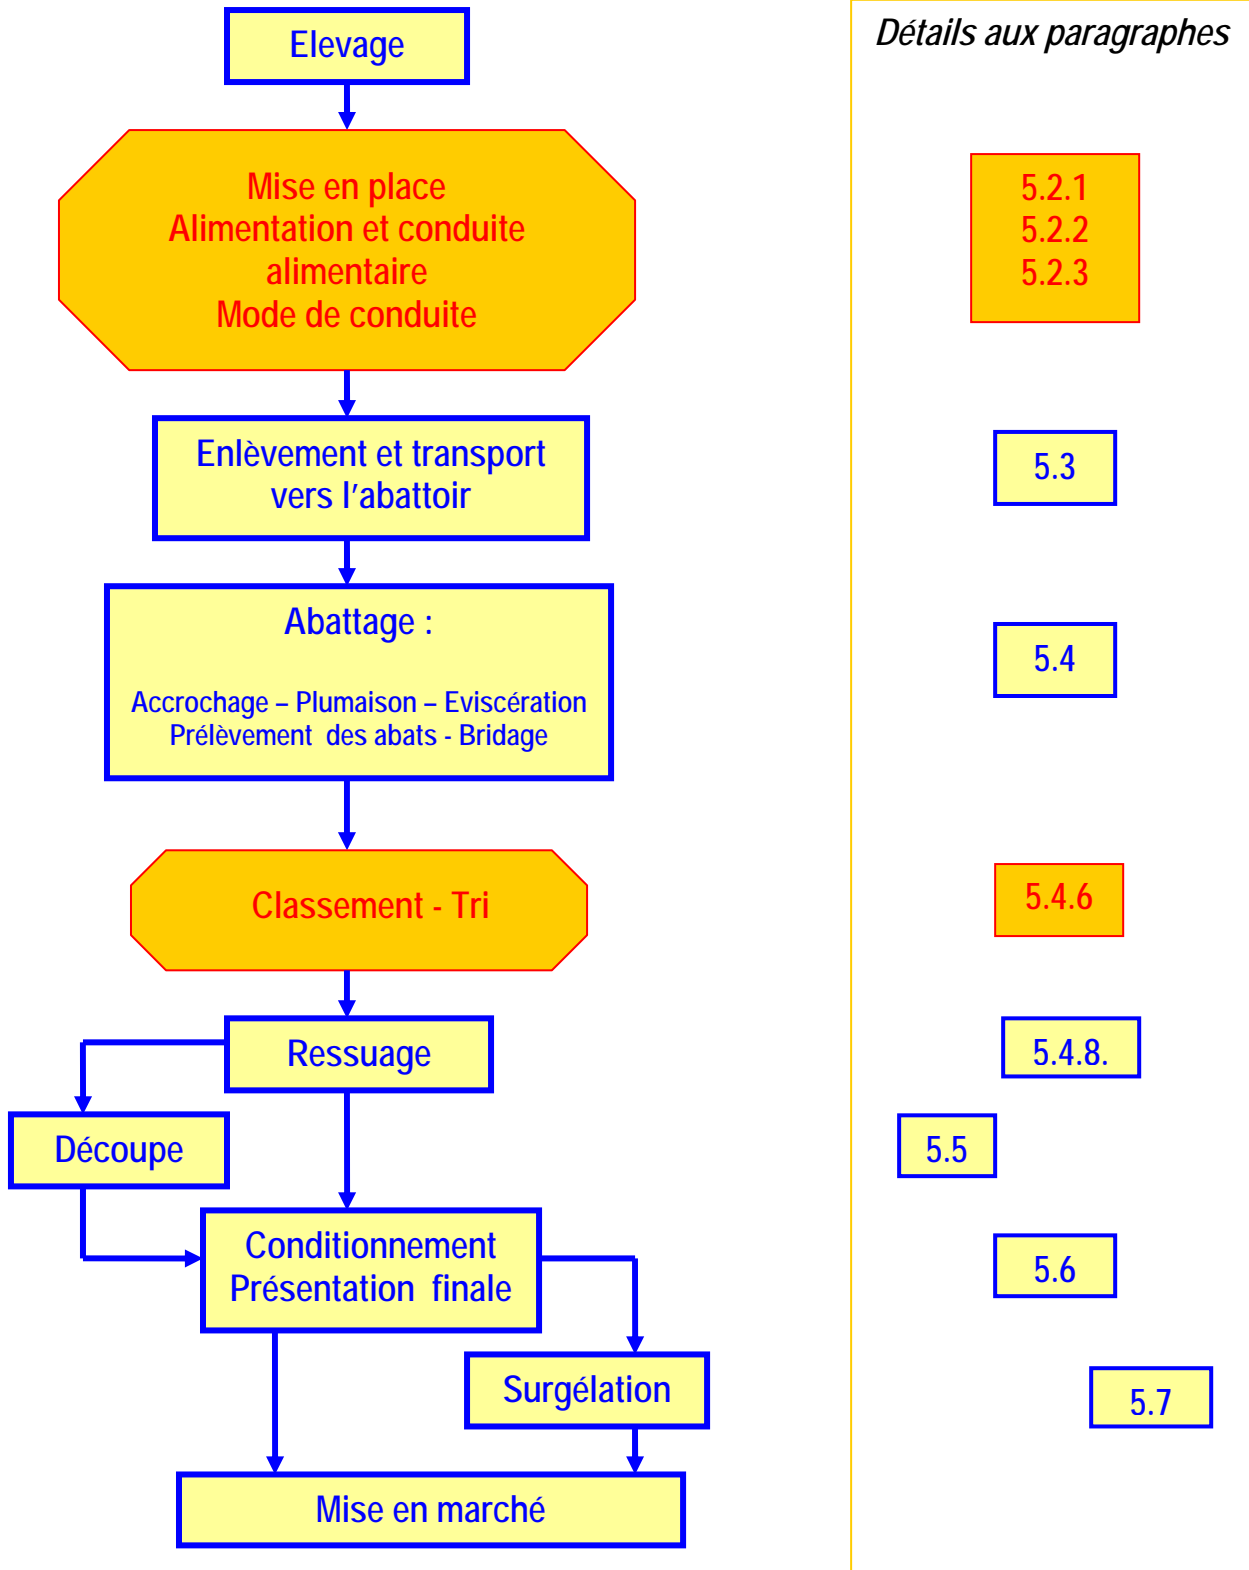 Elevage
Détails aux paragraphes
Mise en place
Alimentation et conduite
alimentaire
Mode de conduite
5.2.1
5.2.2
5.2.3
Enlèvement et transport
vers l’abattoir
5.3
Abattage :
Accrochage – Plumaison – Eviscération
Prélèvement des abats - Bridage
5.4
Classement - Tri
5.4.6
Ressuage
5.4.8.
Découpe
5.5
Conditionnement
Présentation finale
5.6
Surgélation
5.7
Mise en marché